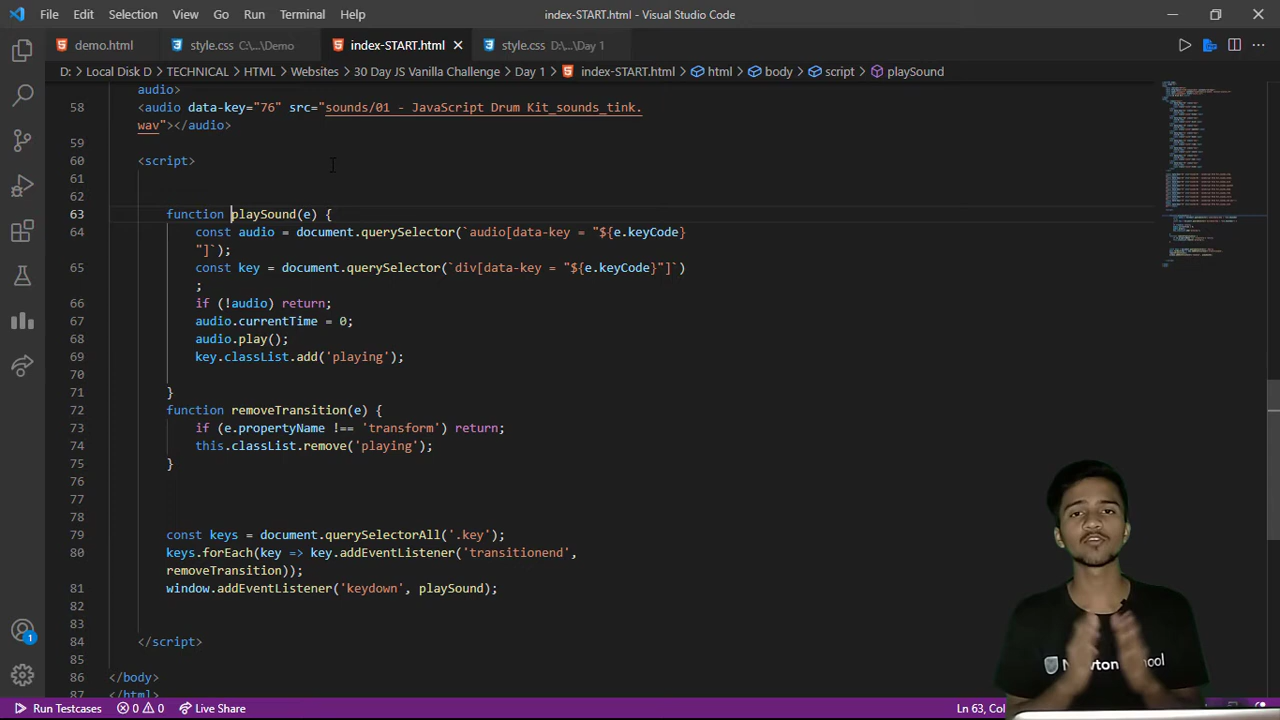 File Edit Selection View Go Run Terminal Help index-START.html - Visual Studio Code
demo.html style.css C:\...\Demo index-START.html style.css D:\...\Day 1
D: > Local Disk D > TECHNICAL > HTML > Websites > 30 Day JS Vanilla Challenge > Day 1 > index-START.html > html > body > script > playSound
audio>
58 <audio data-key="76" src="sounds/01 - JavaScript Drum Kit_sounds_tink.
wav"></audio>
59
60 <script>
61
62
63 function playSound(e) {
64 const audio = document.querySelector(`audio[data-key = "${e.keyCode}
"]`);
65 const key = document.querySelector(`div[data-key = "${e.keyCode}"]`)
;
66 if (!audio) return;
67 audio.currentTime = 0;
68 audio.play();
69 key.classList.add('playing');
70
71 }
72 function removeTransition(e) {
73 if (e.propertyName !== 'transform') return;
74 this.classList.remove('playing');
75 }
76
77
78
79 const keys = document.querySelectorAll('.key');
80 keys.forEach(key => key.addEventListener('transitionend',
removeTransition));
81 window.addEventListener('keydown', playSound);
82
83
84 </script>
85
86 </body>
87 </html>
Newton School
1
Run Testcases 0 0 Live Share Ln 63, Col